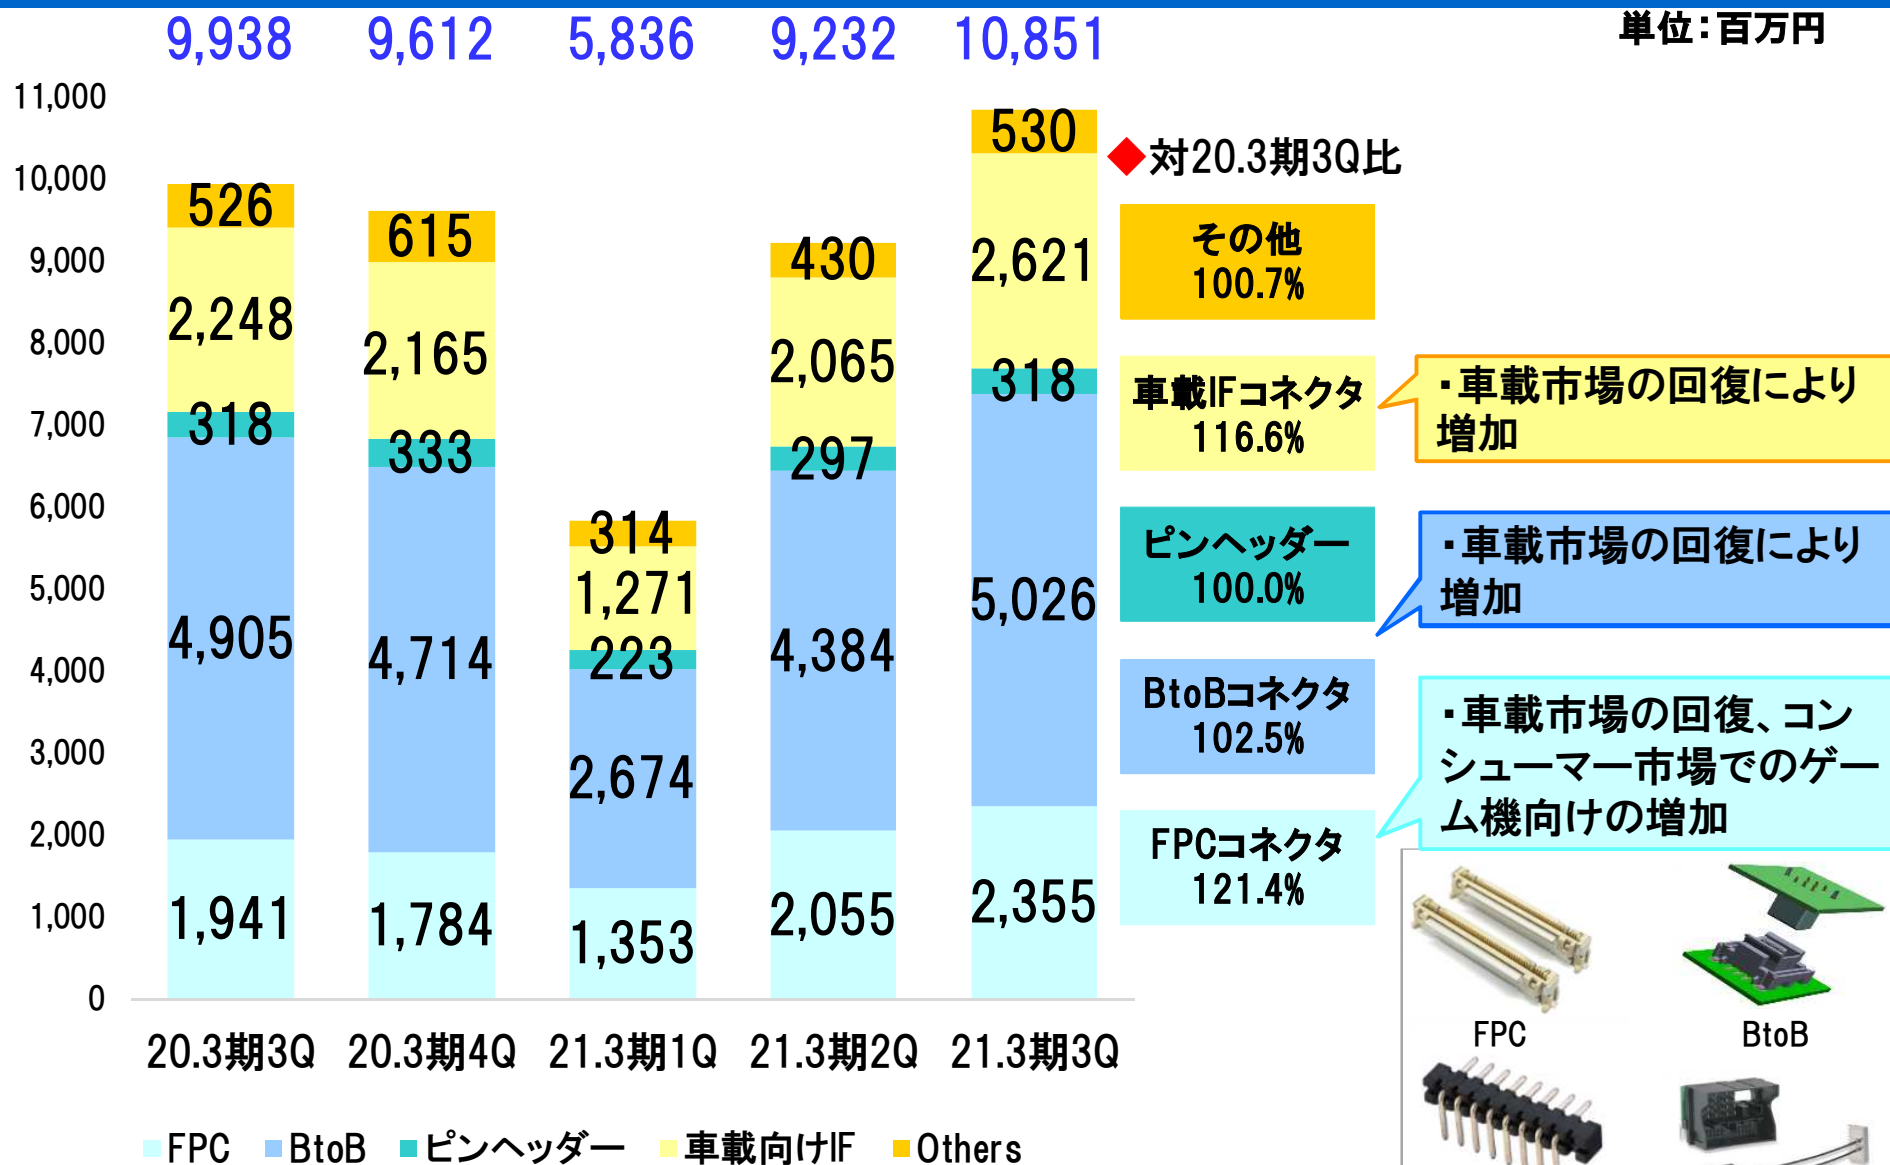 9,938 9,612 5,836 9,232 10,851
単位：百万円
11,000
10,000
9,000
8,000
7,000
6,000
5,000
4,000
3,000
2,000
1,000
0
526
2,248
318
4,905
1,941
615
2,165
333
4,714
1,784
314
1,271
223
2,674
1,353
430
2,065
297
4,384
2,055
530
2,621
318
5,026
2,355
20.3期3Q 20.3期4Q 21.3期1Q 21.3期2Q 21.3期3Q
FPC BtoB ピンヘッダー 車載向けIF Others
◆対20.3期3Q比
その他
100.7%
車載IFコネクタ
116.6%
ピンヘッダー
100.0%
BtoBコネクタ
102.5%
FPCコネクタ
121.4%
・車載市場の回復により
増加
・車載市場の回復により
増加
・車載市場の回復、コン
シューマー市場でのゲー
ム機向けの増加
FPC BtoB